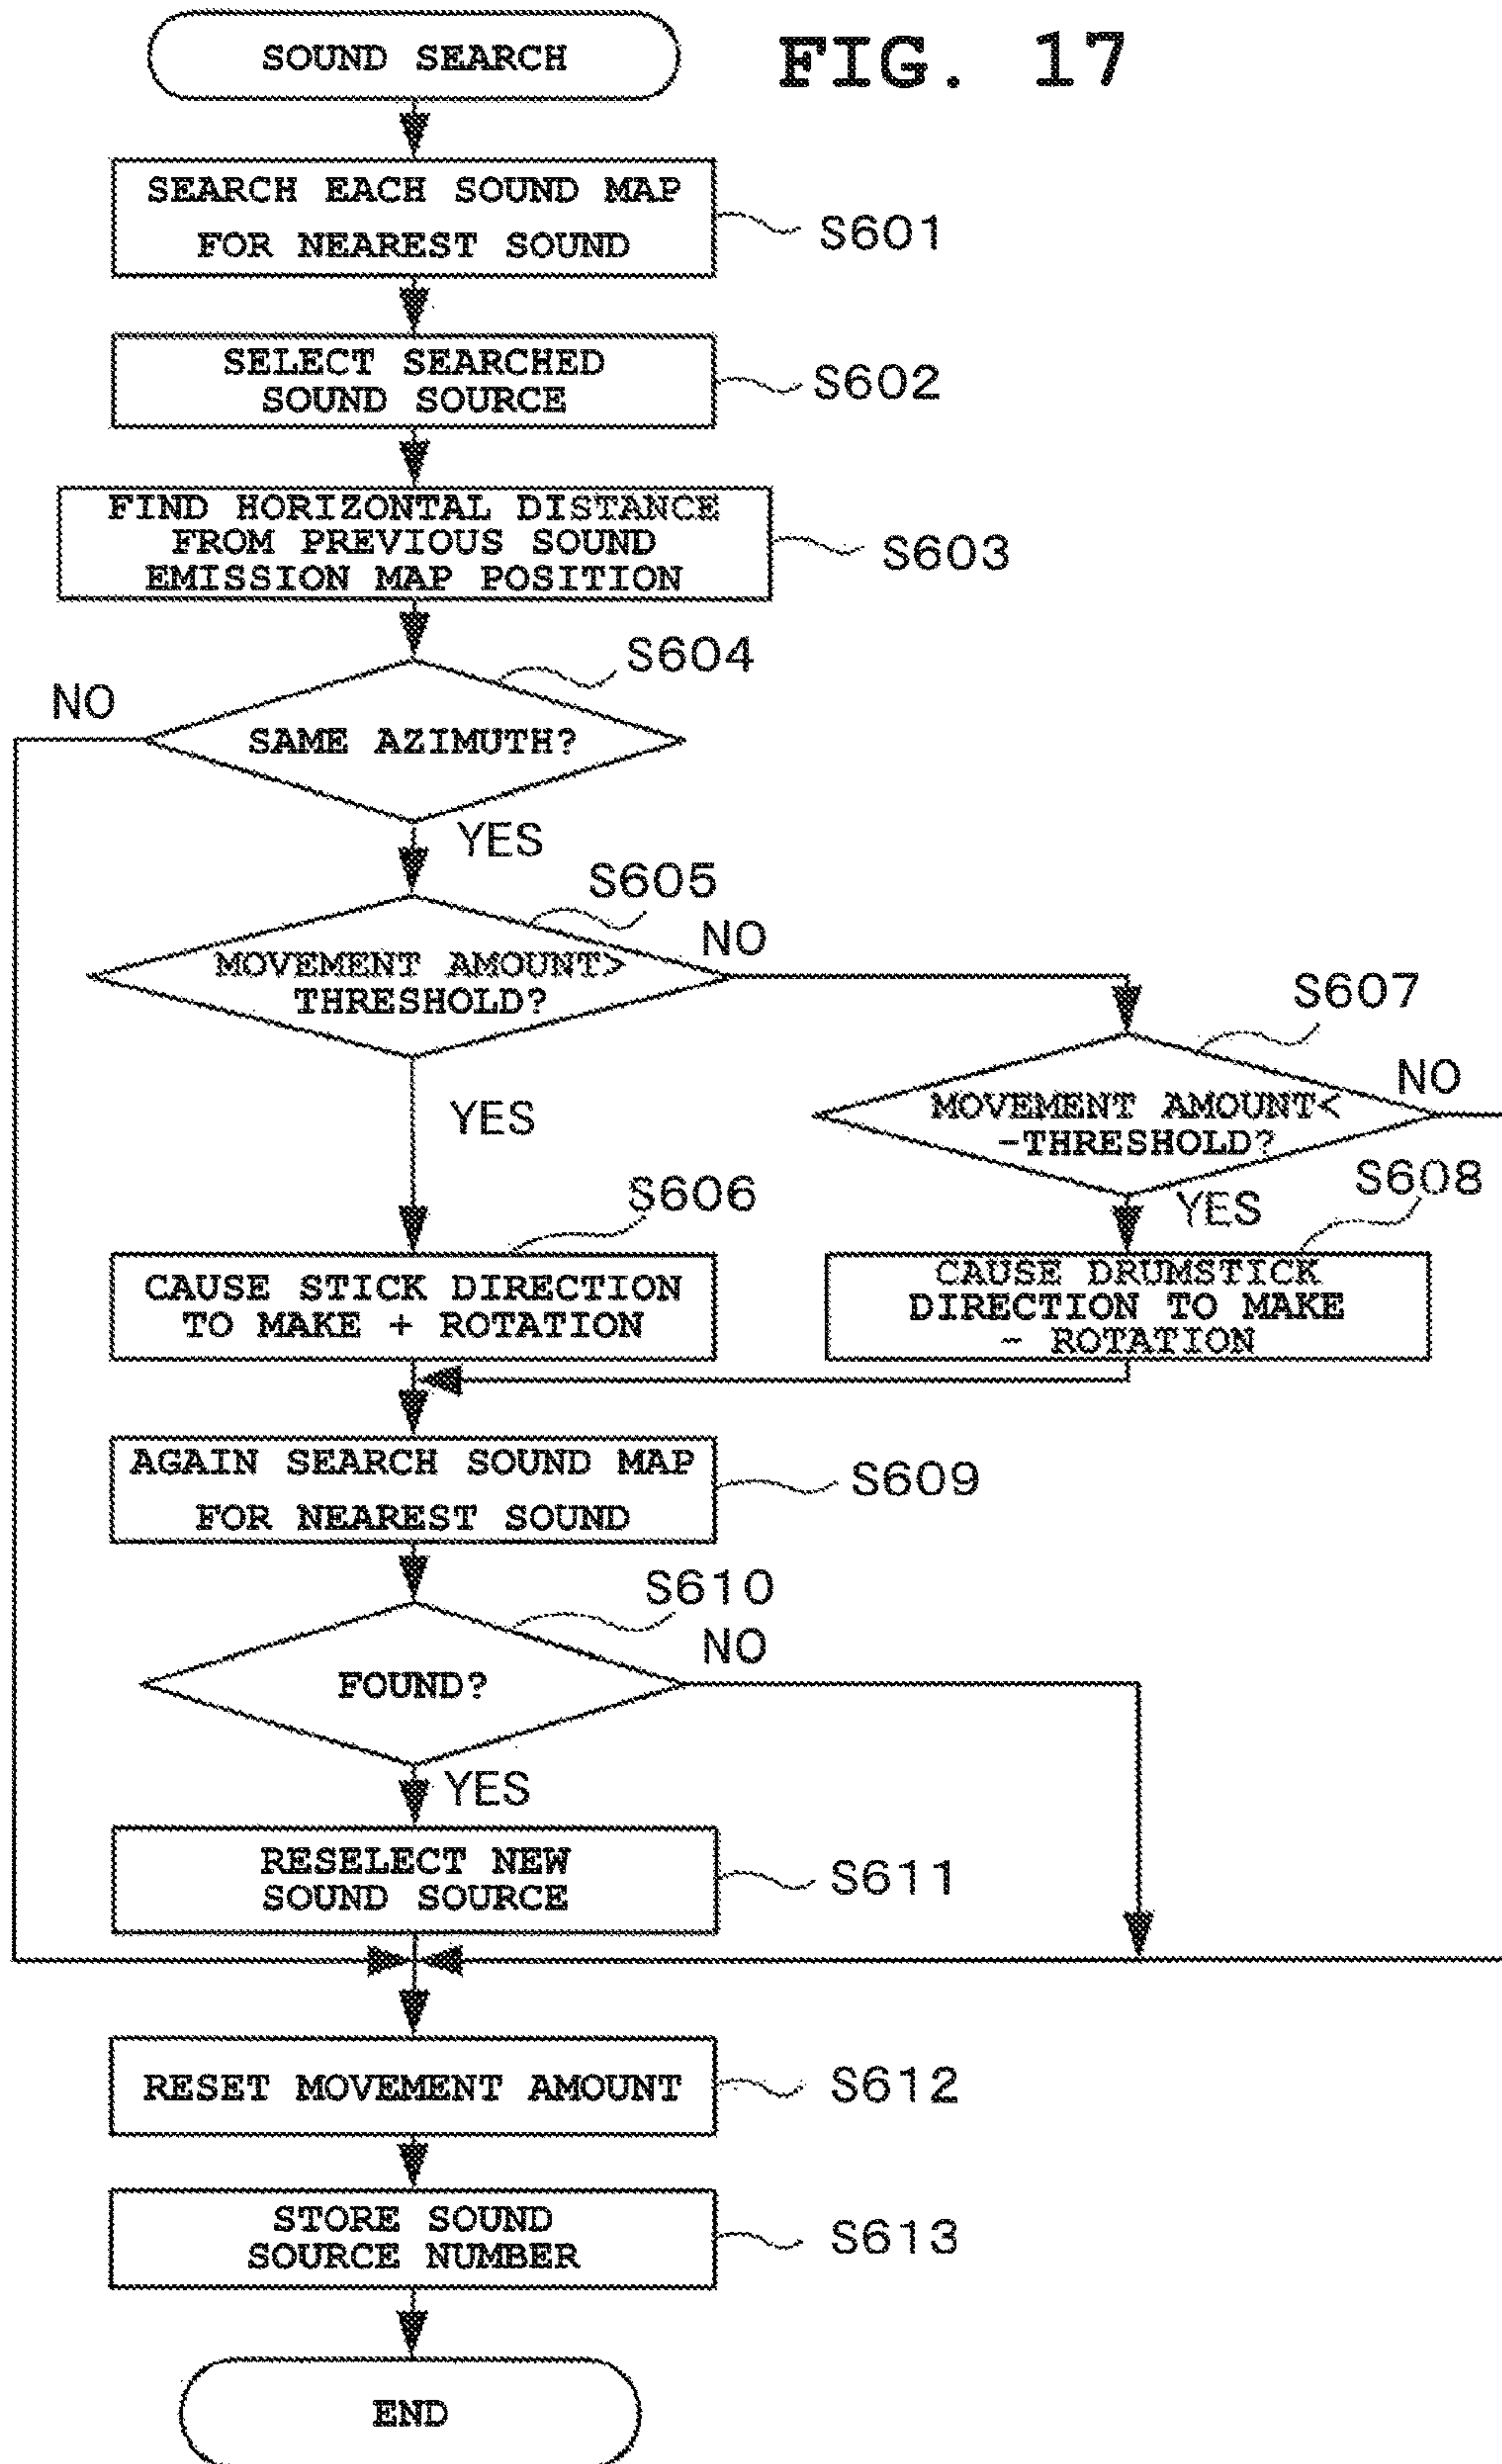 SOUND SEARCH
FIG. 17
SEARCH EACH SOUND MAP
FOR NEAREST SOUND
S601
SELECT SEARCHED
SOUND SOURCE
S602
FIND HORIZONTAL DISTANCE
FROM PREVIOUS SOUND
EMISSION MAP POSITION
S603
S604
NO
SAME AZIMUTH?
YES
S605
NO
MOVEMENT AMOUNT>
THRESHOLD?
S607
NO
MOVEMENT AMOUNT<
-THRESHOLD?
YES
S606
S608
YES
CAUSE STICK DIRECTION
TO MAKE + ROTATION
CAUSE DRUMSTICK
DIRECTION TO MAKE
- ROTATION
AGAIN SEARCH SOUND MAP
FOR NEAREST SOUND
S609
S610
NO
FOUND?
YES
RESELECT NEW
SOUND SOURCE
S611
RESET MOVEMENT AMOUNT
S612
STORE SOUND
SOURCE NUMBER
S613
END